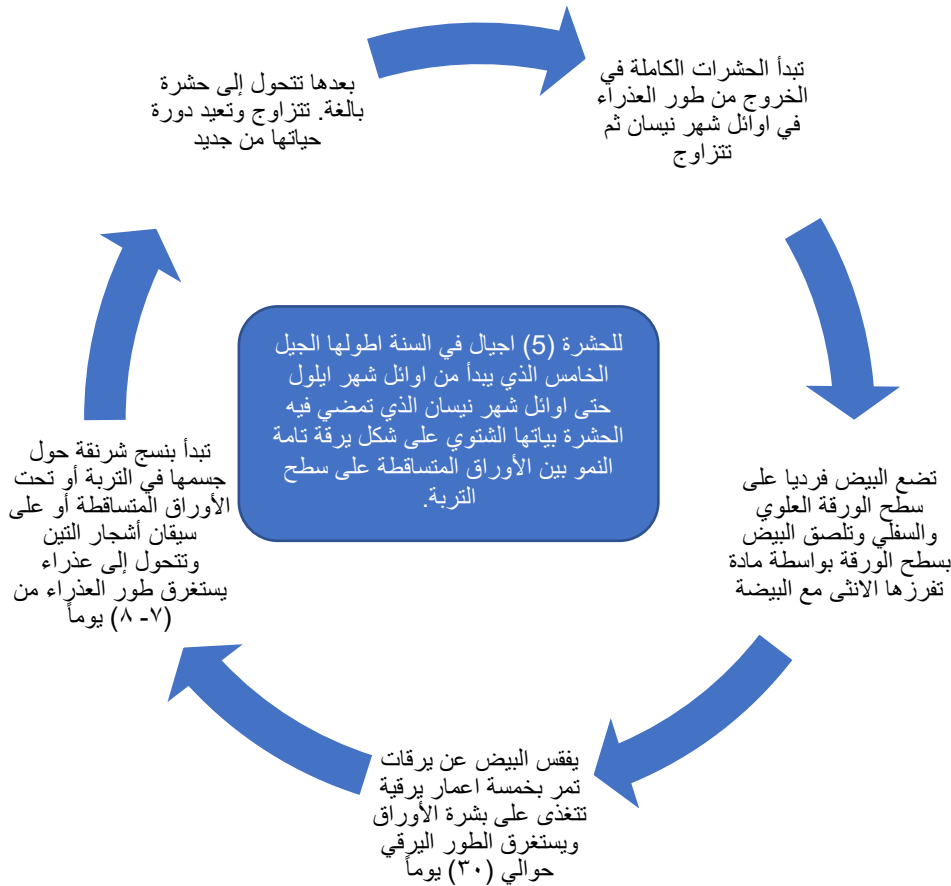 تبدأ الحشرات الكاملة في
الخروج من طور العذراء
في اوائل شهر نيسان ثم
تتزاوج
تضع البيض فرديا على
سطح الورقة العلوي
والسفلي وتلصق البيض
بسطح الورقة بواسطة مادة
تفرزها الانثى مع البيضة
يفقس البيض عن يرقات
تمر بخمسة اعمار يرقية
تتغذى على بشرة الأوراق
ويستغرق الطور اليرقي
حوالي (٣٠) يوماً
تبدأ بنسج شرنقة حول
جسمها في التربة أو تحت
الأوراق المتساقطة أو على
سيقان أشجار التين
وتتحول إلى عذراء
يستغرق طور العذراء من
(٧- ٨) يوماً
بعدها تتحول إلى حشرة
بالغة. تتزاوج وتعيد دورة
حياتها من جديد
للحشرة (5) اجيال في السنة اطولها الجيل
الخامس الذي يبدأ من اوائل شهر ايلول
حتى اوائل شهر نيسان الذي تمضي فيه
الحشرة بياتها الشتوي على شكل يرقة تامة
النمو بين الأوراق المتساقطة على سطح
التربة.